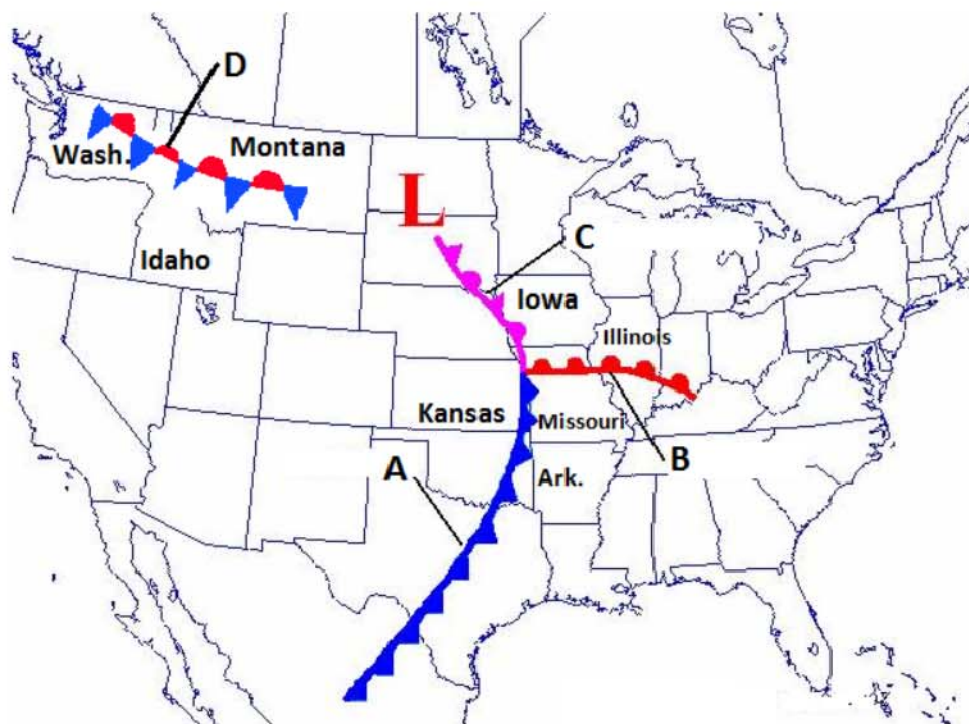 D
Wash.
Montana
L
C
Idaho
Iowa
Illinois
Kansas
Missouri
A
Ark.
B